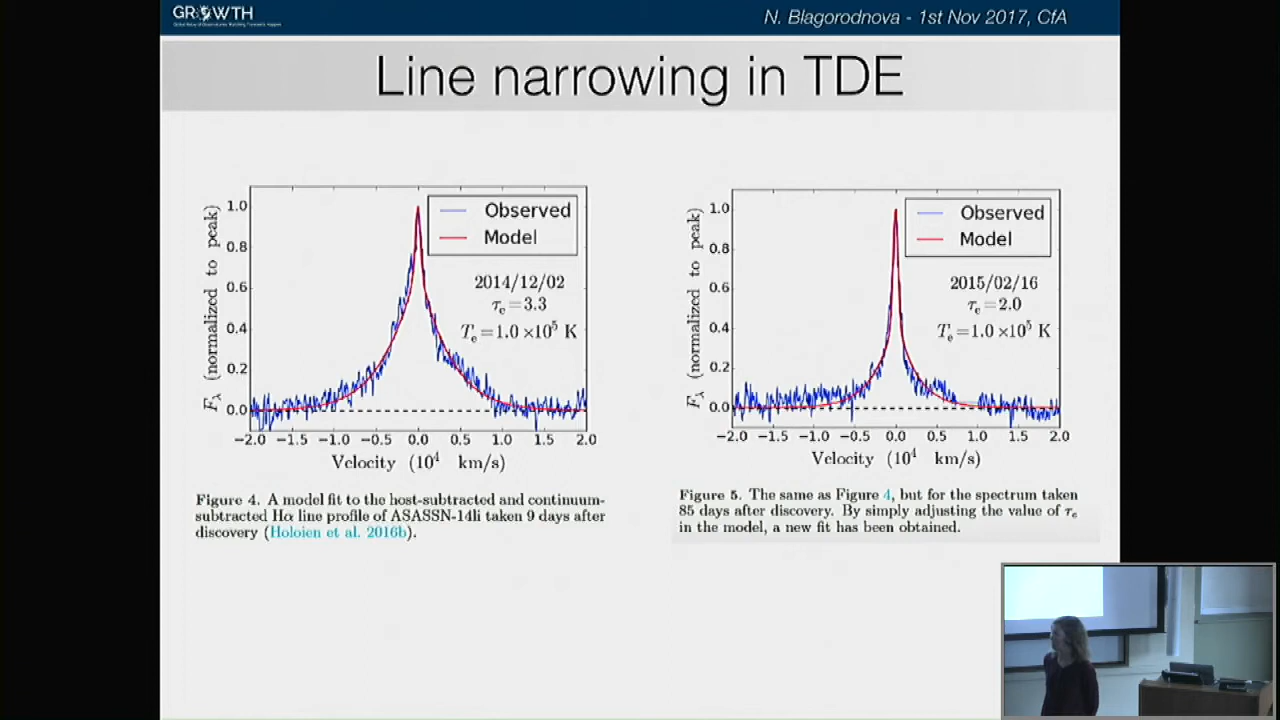 GROWTH
N. Blagorodnova - 1st Nov 2017, CfA
Line narrowing in TDE
F_λ (normalized to peak)
1.0
0.8
0.6
0.4
0.2
0.0
−2.0 −1.5 −1.0 −0.5 0.0 0.5 1.0 1.5 2.0
Velocity (10⁴ km/s)
Observed
Model
2014/12/02
τ_e=3.3
T_e=1.0×10⁵ K
Figure 4. A model fit to the host-subtracted and continuum-
subtracted Hα line profile of ASASSN-14li taken 9 days after
discovery (Holoien et al. 2016b).
F_λ (normalized to peak)
1.0
0.8
0.6
0.4
0.2
0.0
−2.0 −1.5 −1.0 −0.5 0.0 0.5 1.0 1.5 2.0
Velocity (10⁴ km/s)
Observed
Model
2015/02/16
τ_e=2.0
T_e=1.0×10⁵ K
Figure 5. The same as Figure 4, but for the spectrum taken
85 days after discovery. By simply adjusting the value of τ_e
in the model, a new fit has been obtained.